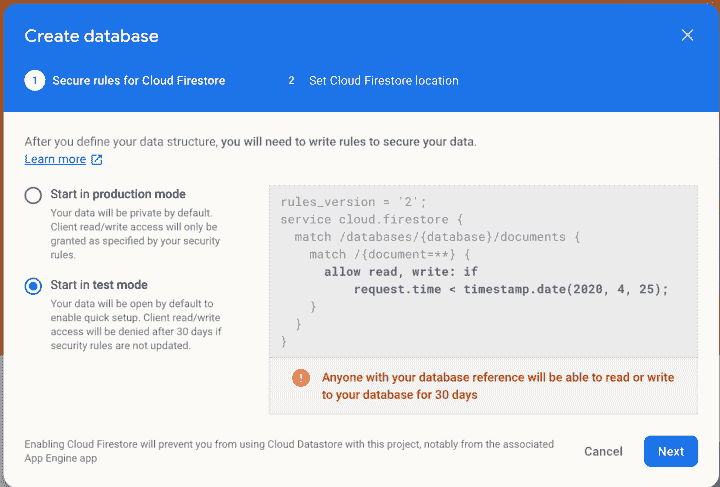 Create database
1 Secure rules for Cloud Firestore
2 Set Cloud Firestore location
After you define your data structure, you will need to write rules to secure your data.
Learn more
Start in production mode
Your data will be private by default.
Client read/write access will only be
granted as specified by your security
rules.
Start in test mode
Your data will be open by default to
enable quick setup. Client read/write
access will be denied after 30 days if
security rules are not updated.
rules_version = '2';
service cloud.firestore {
match /databases/{database}/documents {
match /{document=**} {
allow read, write: if
request.time < timestamp.date(2020, 4, 25);
}
}
}
! Anyone with your database reference will be able to read or write
to your database for 30 days
Enabling Cloud Firestore will prevent you from using Cloud Datastore with this project, notably from the associated
App Engine app
Cancel
Next